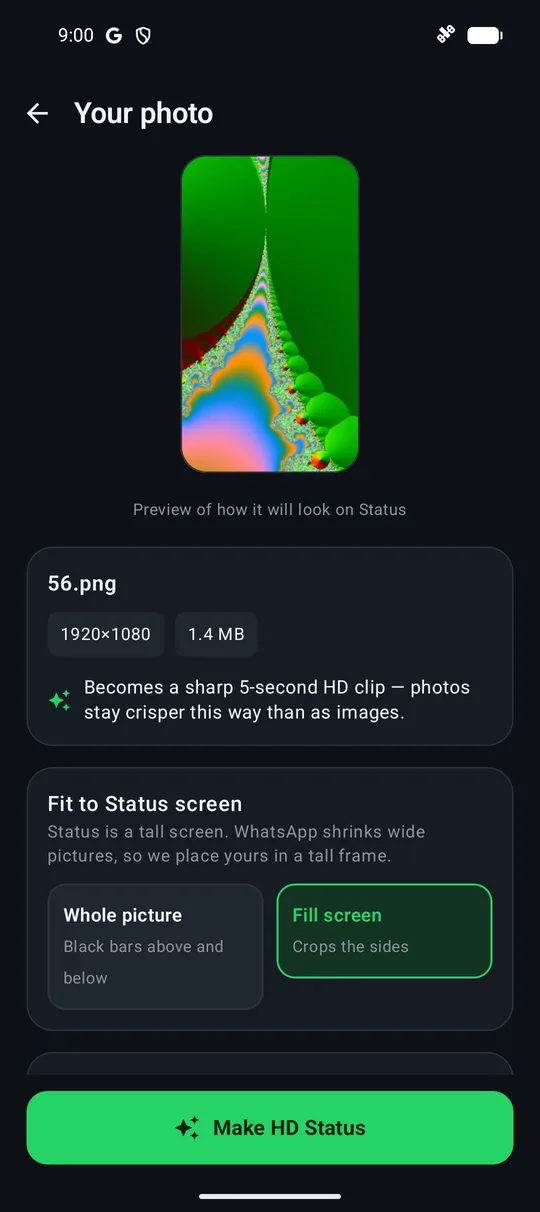 9:00
Your photo
Preview of how it will look on Status
56.png
1920×1080
1.4 MB
Becomes a sharp 5-second HD clip — photos
stay crisper this way than as images.
Fit to Status screen
Status is a tall screen. WhatsApp shrinks wide
pictures, so we place yours in a tall frame.
Whole picture
Black bars above and
below
Fill screen
Crops the sides
Make HD Status